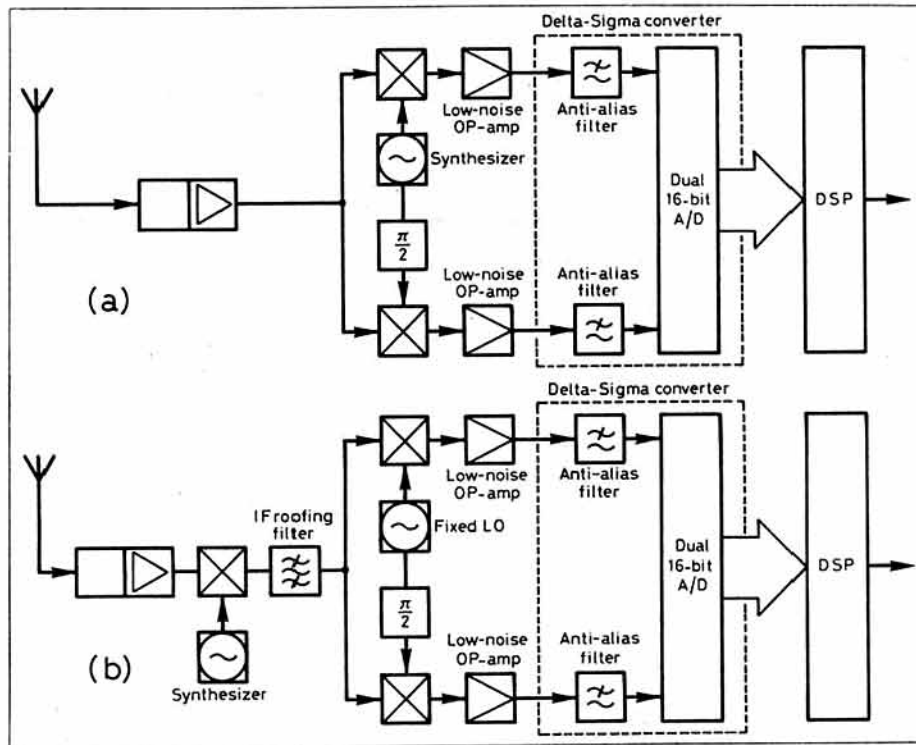 Delta-Sigma converter
Low-noise
OP-amp
Anti-alias
filter
Synthesizer
π/2
Dual
16-bit
A/D
DSP
Low-noise
OP-amp
Anti-alias
filter
(a)
Delta-Sigma converter
Low-noise
OP-amp
Anti-alias
filter
IF roofing
filter
Fixed LO
π/2
Dual
16-bit
A/D
DSP
Low-noise
OP-amp
Anti-alias
filter
(b)
Synthesizer